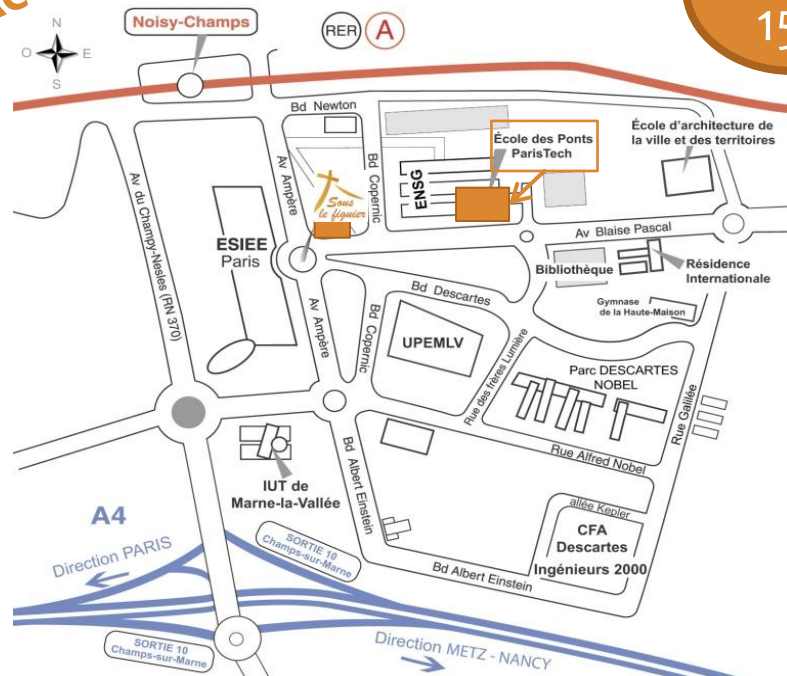 15
N
O
E
S
Noisy-Champs
RER
A
Bd Newton
École des Ponts
ParisTech
École d'architecture de
la ville et des territoires
Av Ampère
Bd Copernic
ENSG
Sous
le figuier
Av du Champy-Nesles (RN 370)
ESIEE
Paris
Av Blaise Pascal
Bibliothèque
Résidence
Internationale
Bd Descartes
Gymnase
de la Haute-Maison
Av Ampère
Bd Copernic
UPEMLV
Rue des frères Lumière
Parc DESCARTES
NOBEL
Rue Galilée
Rue Alfred Nobel
IUT de
Marne-la-Vallée
Bd Albert Einstein
allée Kepler
CFA
Descartes
Ingénieurs 2000
A4
Direction PARIS
SORTIE 10
Champs-sur-Marne
Bd Albert Einstein
SORTIE 10
Champs-sur-Marne
Direction METZ - NANCY